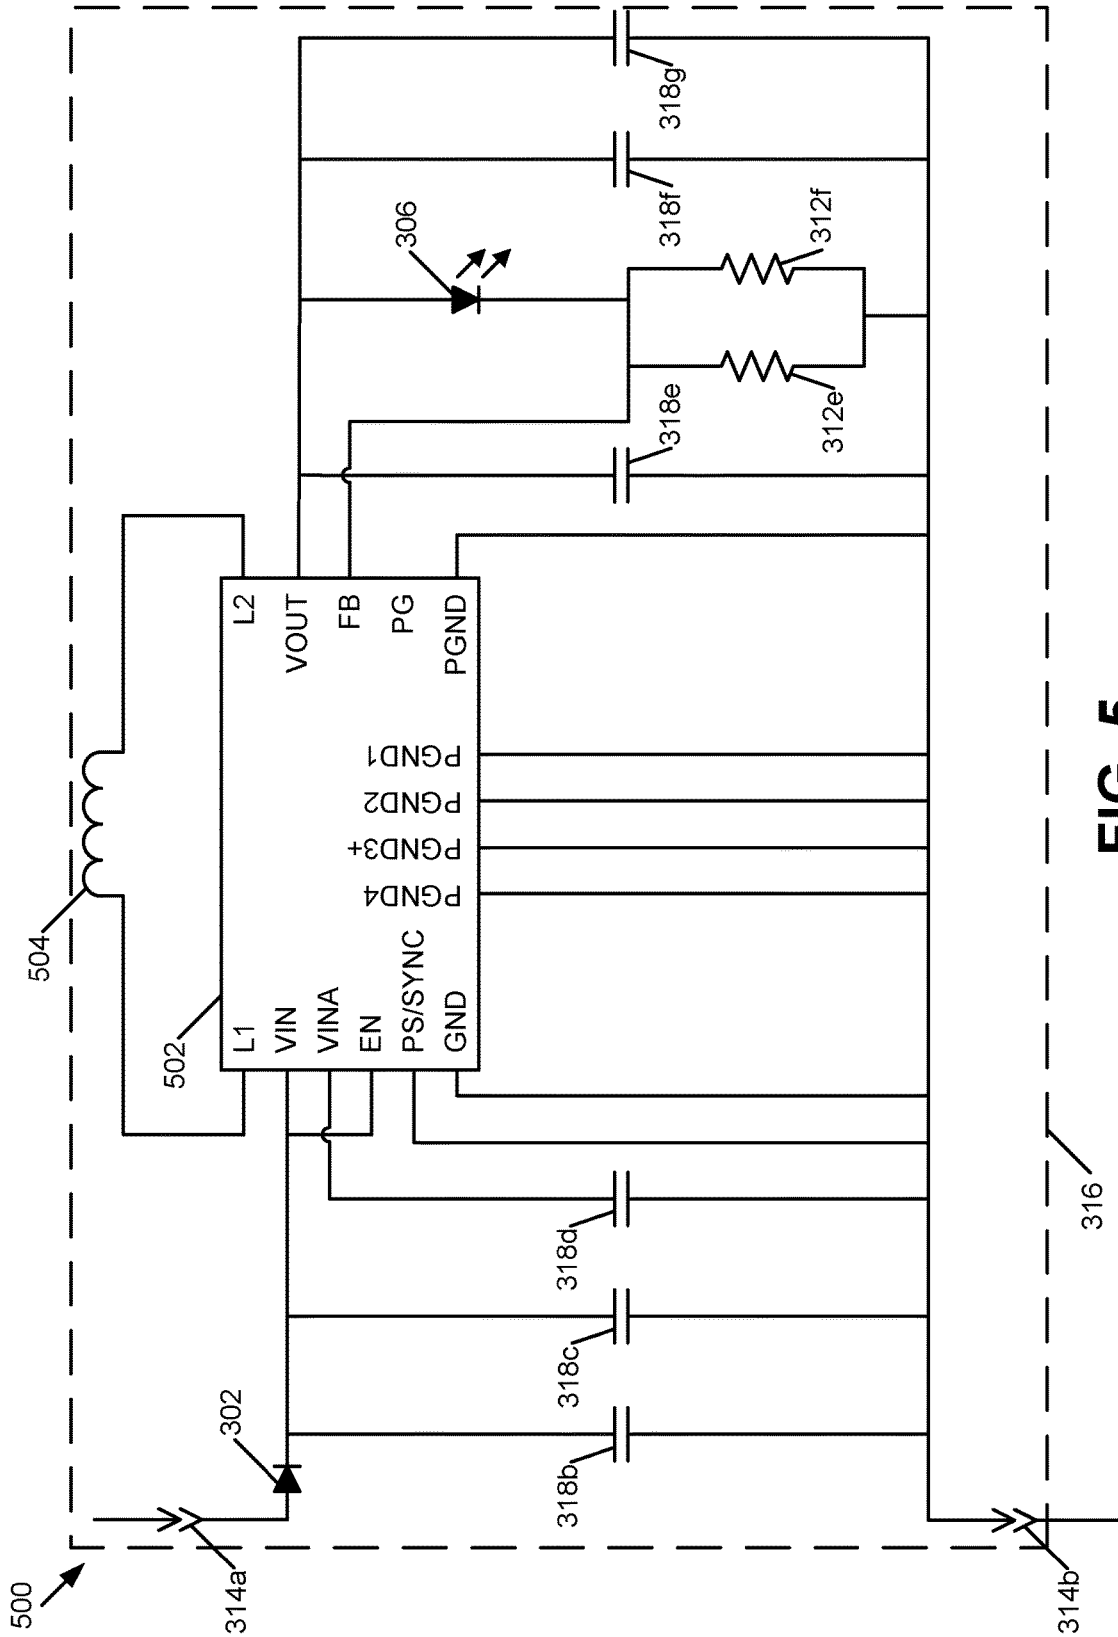 500
314a
302
318b
318c
318d
502
504
L1
VIN
VINA
EN
PS/SYNC
GND
PGND4
PGND3+
PGND2
PGND1
L2
VOUT
FB
PG
PGND
318e
306
312e
312f
318f
318g
314b
316
FIG. 5